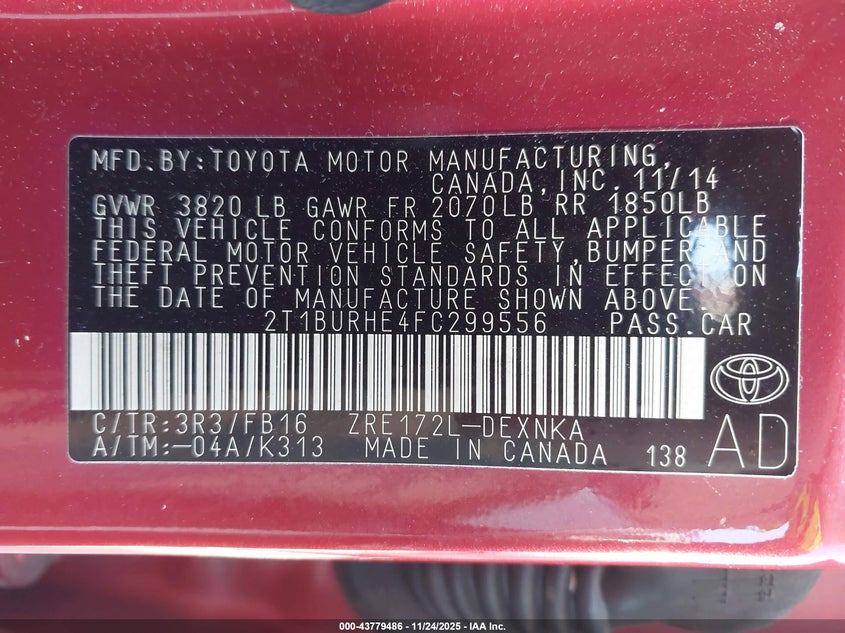 MFD.BY:TOYOTA MOTOR MANUFACTURING,
CANADA,INC. 11/14
GVWR 3820 LB GAWR FR 2070LB RR 1850LB
THIS VEHICLE CONFORMS TO ALL APPLICABLE
FEDERAL MOTOR VEHICLE SAFETY,BUMPER,AND
THEFT PREVENTION STANDARDS IN EFFECT ON
THE DATE OF MANUFACTURE SHOWN ABOVE.
2T1BURHE4FC299556 PASS.CAR
C/TR:3R3/FB16 ZRE172L-DEXNKA
A/TM:-04A/K313 MADE IN CANADA 138 AD
000-43779486 - 11/24/2025 - IAA Inc.